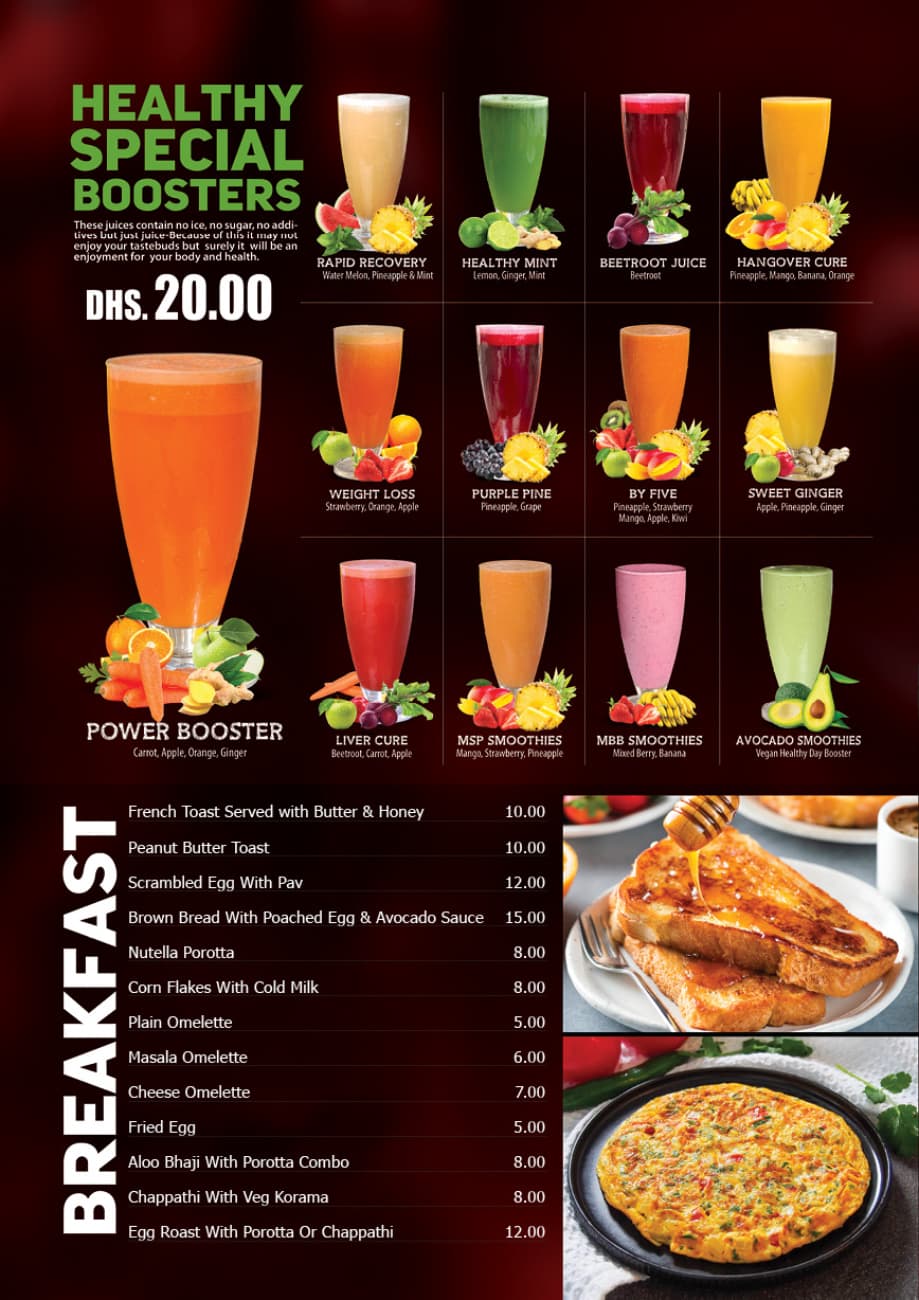 HEALTHY
SPECIAL
BOOSTERS
These juices contain no ice, no sugar, no addi-
tives but just juice-Because of this it may not
enjoy your tastebuds but surely it will be an
enjoyment for your body and health.
DHS. 20.00
POWER BOOSTER
Carrot, Apple, Orange, Ginger
RAPID RECOVERY
Water Melon, Pineapple & Mint
HEALTHY MINT
Lemon, Ginger, Mint
BEETROOT JUICE
Beetroot
HANGOVER CURE
Pineapple, Mango, Banana, Orange
WEIGHT LOSS
Strawberry, Orange, Apple
PURPLE PINE
Pineapple, Grape
BY FIVE
Pineapple, Strawberry
Mango, Apple, Kiwi
SWEET GINGER
Apple, Pineapple, Ginger
LIVER CURE
Beetroot, Carrot, Apple
MSP SMOOTHIES
Mango, Strawberry, Pineapple
MBB SMOOTHIES
Mixed Berry, Banana
AVOCADO SMOOTHIES
Vegan Healthy Day Booster
BREAKFAST
French Toast Served with Butter & Honey 10.00
Peanut Butter Toast 10.00
Scrambled Egg With Pav 12.00
Brown Bread With Poached Egg & Avocado Sauce 15.00
Nutella Porotta 8.00
Corn Flakes With Cold Milk 8.00
Plain Omelette 5.00
Masala Omelette 6.00
Cheese Omelette 7.00
Fried Egg 5.00
Aloo Bhaji With Porotta Combo 8.00
Chappathi With Veg Korama 8.00
Egg Roast With Porotta Or Chappathi 12.00